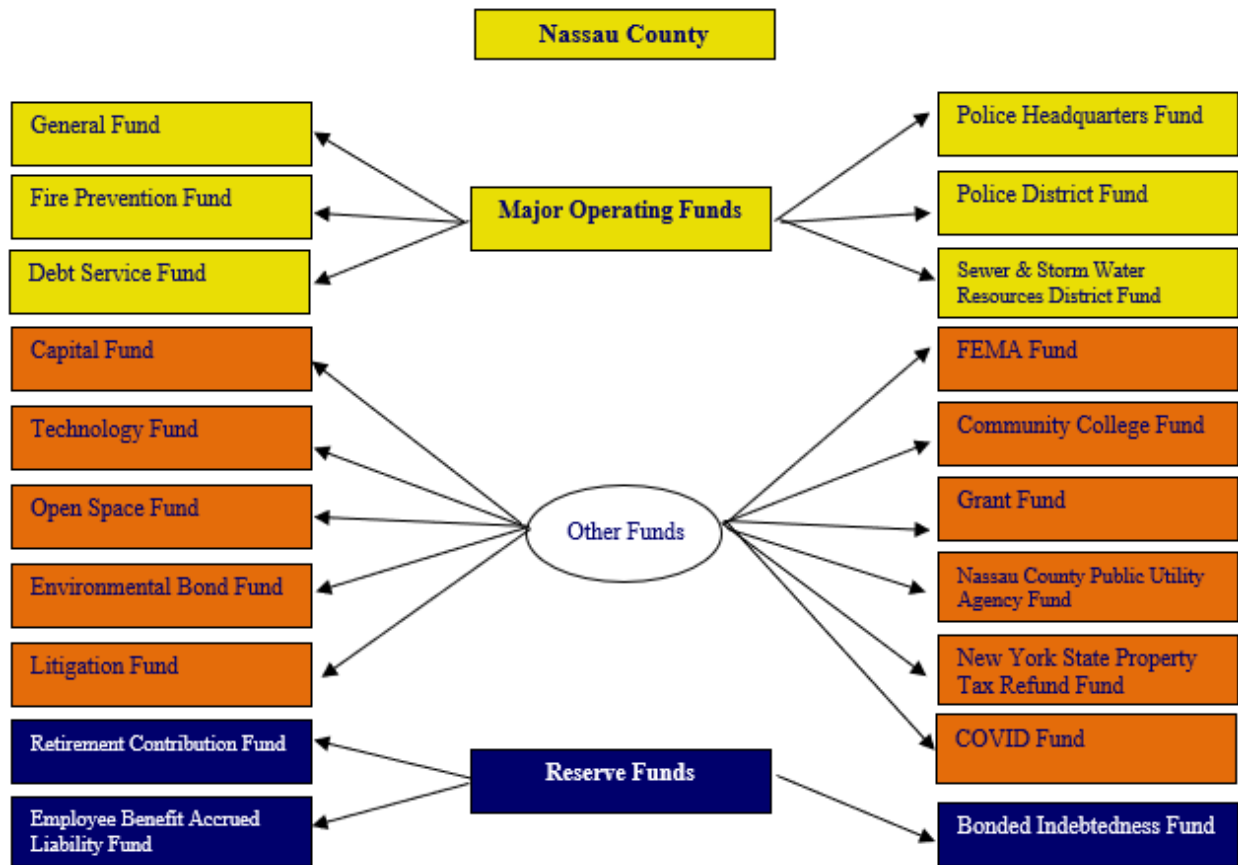 Nassau County
General Fund
Fire Prevention Fund
Debt Service Fund
Major Operating Funds
Police Headquarters Fund
Police District Fund
Sewer & Storm Water
Resources District Fund
Capital Fund
Technology Fund
Open Space Fund
Environmental Bond Fund
Litigation Fund
Other Funds
FEMA Fund
Community College Fund
Grant Fund
Nassau County Public Utility
Agency Fund
New York State Property
Tax Refund Fund
COVID Fund
Retirement Contribution Fund
Employee Benefit Accrued
Liability Fund
Reserve Funds
Bonded Indebtedness Fund